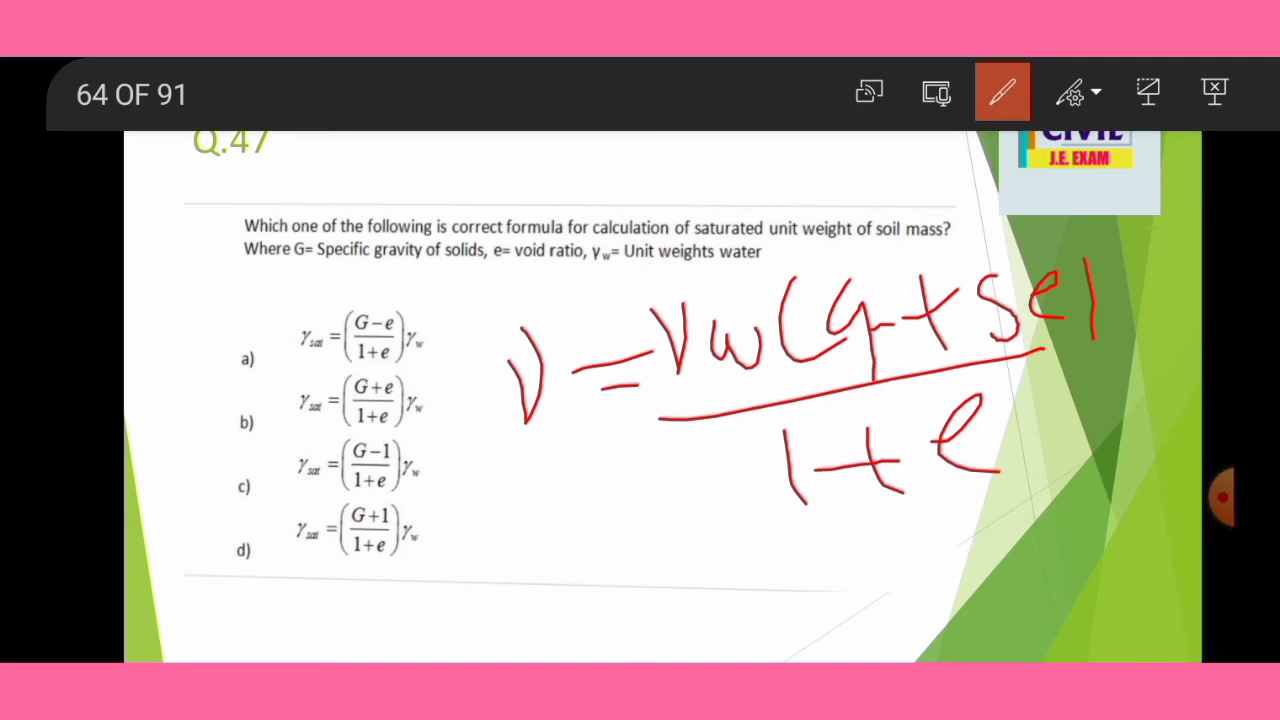 64 OF 91
Q.47
CIVIL
J.E. EXAM
Which one of the following is correct formula for calculation of saturated unit weight of soil mass?
Where G= Specific gravity of solids, e= void ratio, γw= Unit weights water
a) γsat = (G−e / 1+e) γw
b) γsat = (G+e / 1+e) γw
c) γsat = (G−1 / 1+e) γw
d) γsat = (G+1 / 1+e) γw
γ = γw (G + Se)
1 + e